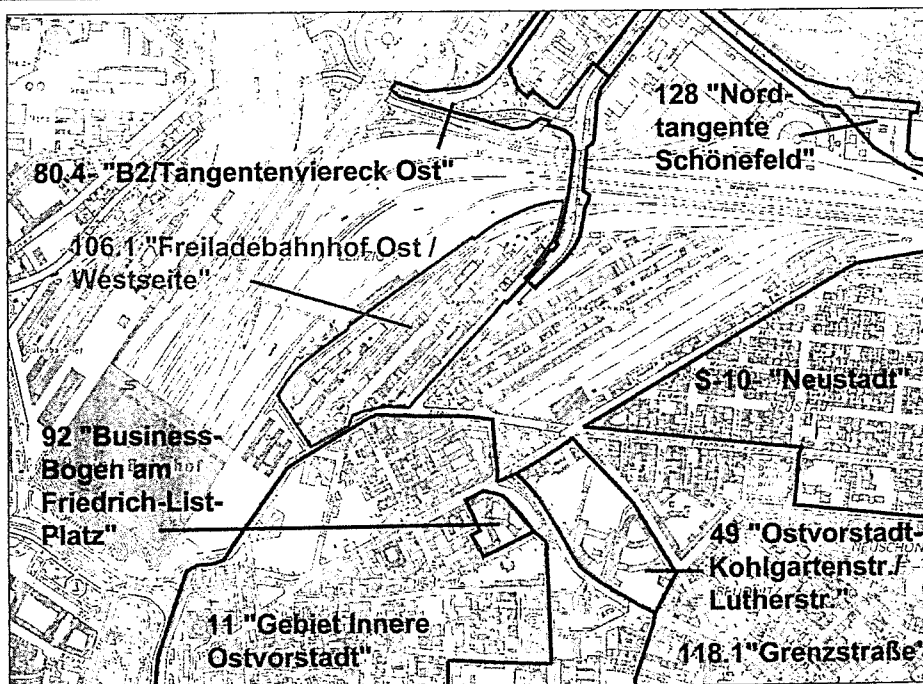 128 "Nord-
tangente
Schönefeld"
80.4- "B2/Tangentenviereck Ost"
106.1 "Freiladebahnhof Ost /
Westseite"
S-10- "Neustadt"
92 "Business-
Bogen am
Friedrich-List-
Platz"
49 "Ostvorstadt-
Kohlgartenstr./
Lutherstr."
11 "Gebiet Innere
Ostvorstadt"
118.1"Grenzstraße"